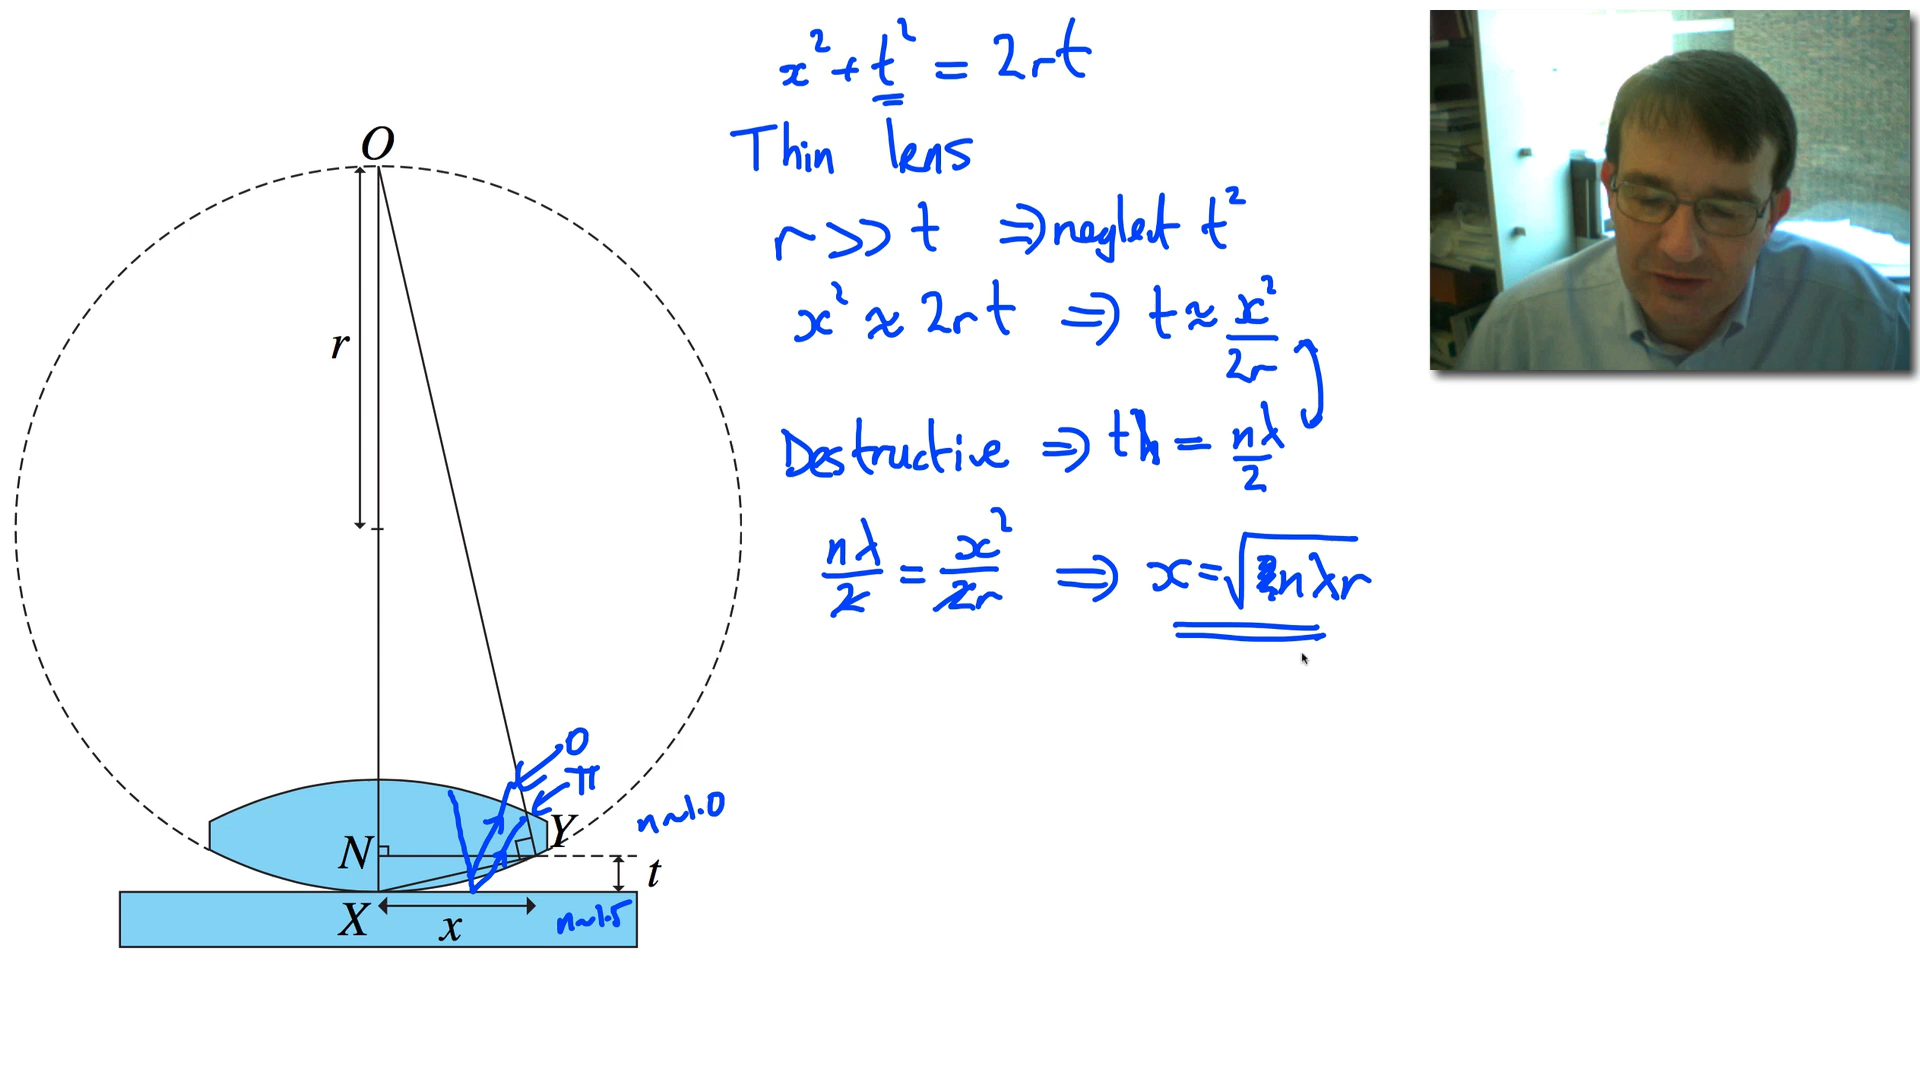 x² + t² = 2rt
Thin lens
r >> t ⇒ neglect t²
x² ≈ 2rt ⇒ t ≈ x²/2r
Destructive ⇒ th = nλ/2
nλ/2 = x²/2r ⇒ x = √nλr
O
r
0
π
n~1.0
N
Y
t
X
x
n~1.5